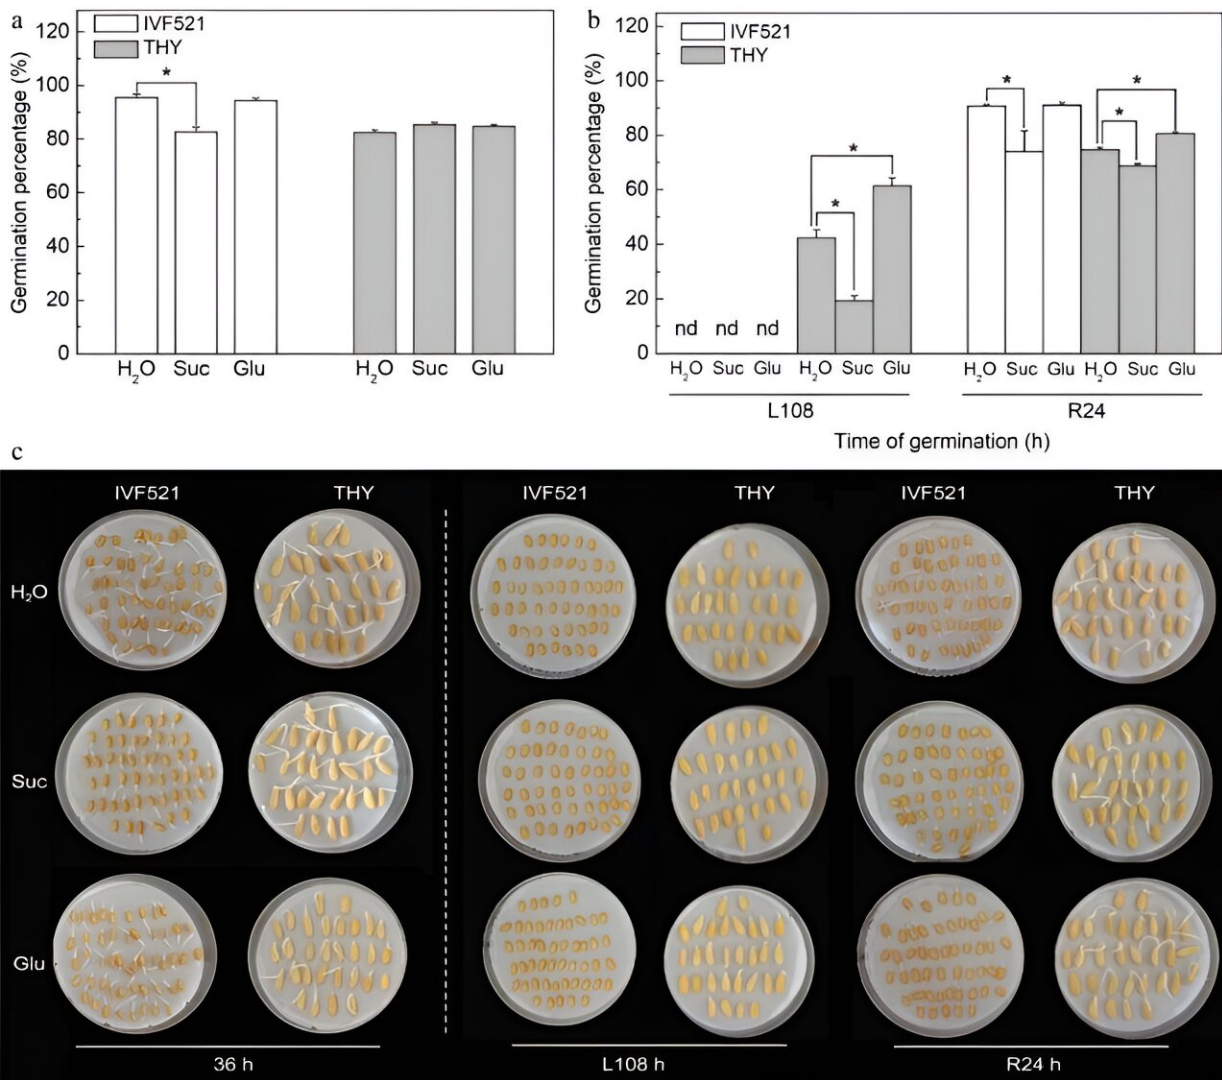 a
IVF521
THY
*
Germination percentage (%)
120
100
80
60
40
20
0
H₂O Suc Glu H₂O Suc Glu
b
IVF521
THY
Germination percentage (%)
120
100
80
60
40
20
0
nd nd nd
*
*
*
*
*
H₂O Suc Glu H₂O Suc Glu H₂O Suc Glu H₂O Suc Glu
L108 R24
Time of germination (h)
c
IVF521 THY IVF521 THY IVF521 THY
H₂O
Suc
Glu
36 h L108 h R24 h